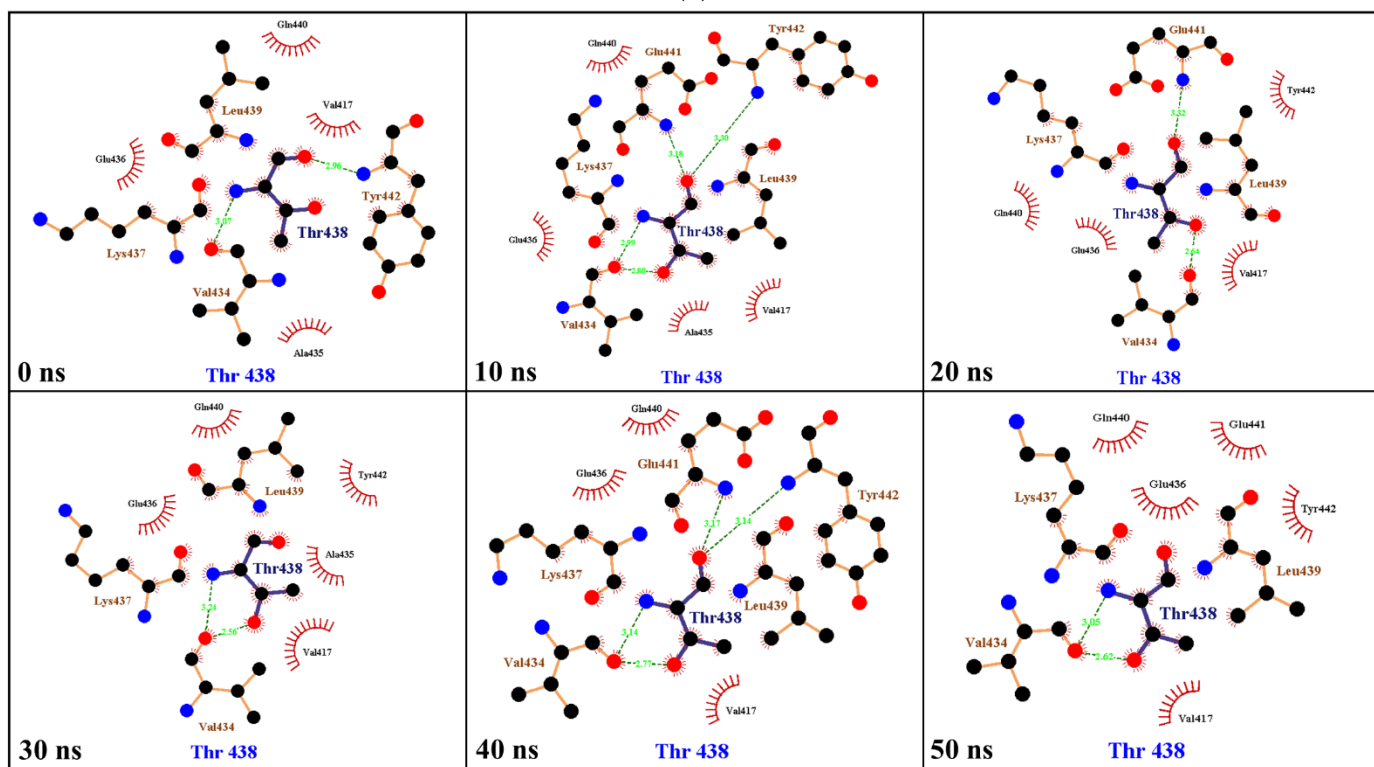 Gln440
Leu439
Val417
Glu436
2.96
Tyr442
3.07
Thr438
Lys437
Val434
Ala435
0 ns
Thr 438
Tyr442
Gln440
Glu441
3.18
3.30
Lys437
Leu439
Glu436
Thr438
2.99
2.80
Val434
Ala435
Val417
10 ns
Thr 438
Glu441
Tyr442
3.32
Lys437
Leu439
Gln440
Thr438
Glu436
2.64
Val417
Val434
20 ns
Thr 438
Gln440
Leu439
Tyr442
Glu436
Ala435
Thr438
Lys437
3.24
2.56
Val417
Val434
30 ns
Thr 438
Gln440
Glu436
Glu441
Tyr442
3.17
3.14
Lys437
Leu439
Thr438
3.14
2.77
Val434
Val417
40 ns
Thr 438
Gln440
Glu441
Glu436
Lys437
Tyr442
Leu439
Thr438
3.05
Val434
2.62
Val417
50 ns
Thr 438